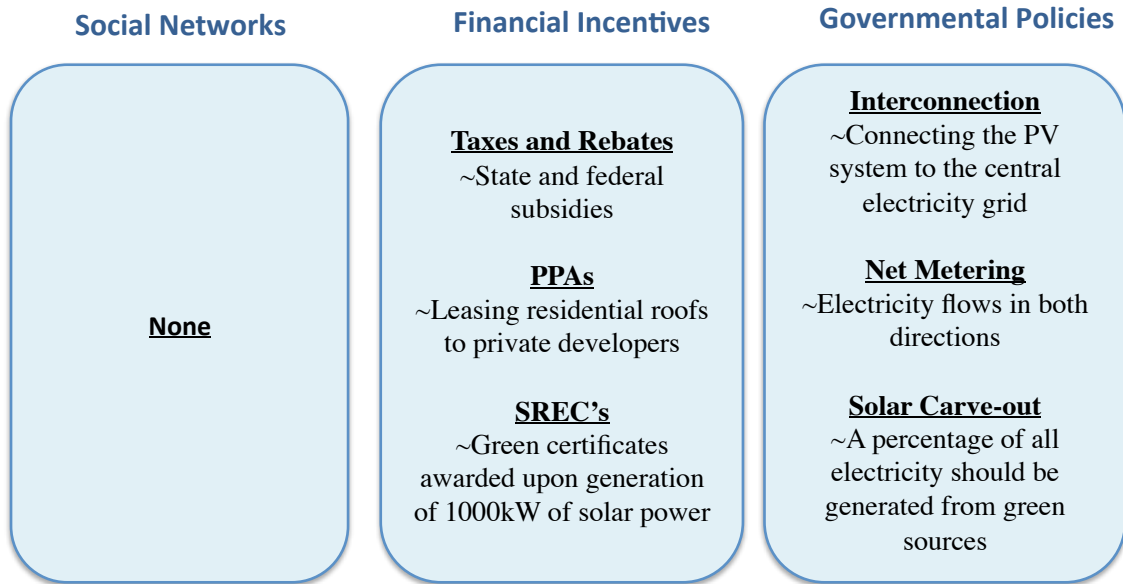 Social Networks
None
Financial Incentives
Taxes and Rebates
~State and federal
subsidies
PPAs
~Leasing residential roofs
to private developers
SREC's
~Green certificates
awarded upon generation
of 1000kW of solar power
Governmental Policies
Interconnection
~Connecting the PV
system to the central
electricity grid
Net Metering
~Electricity flows in both
directions
Solar Carve-out
~A percentage of all
electricity should be
generated from green
sources